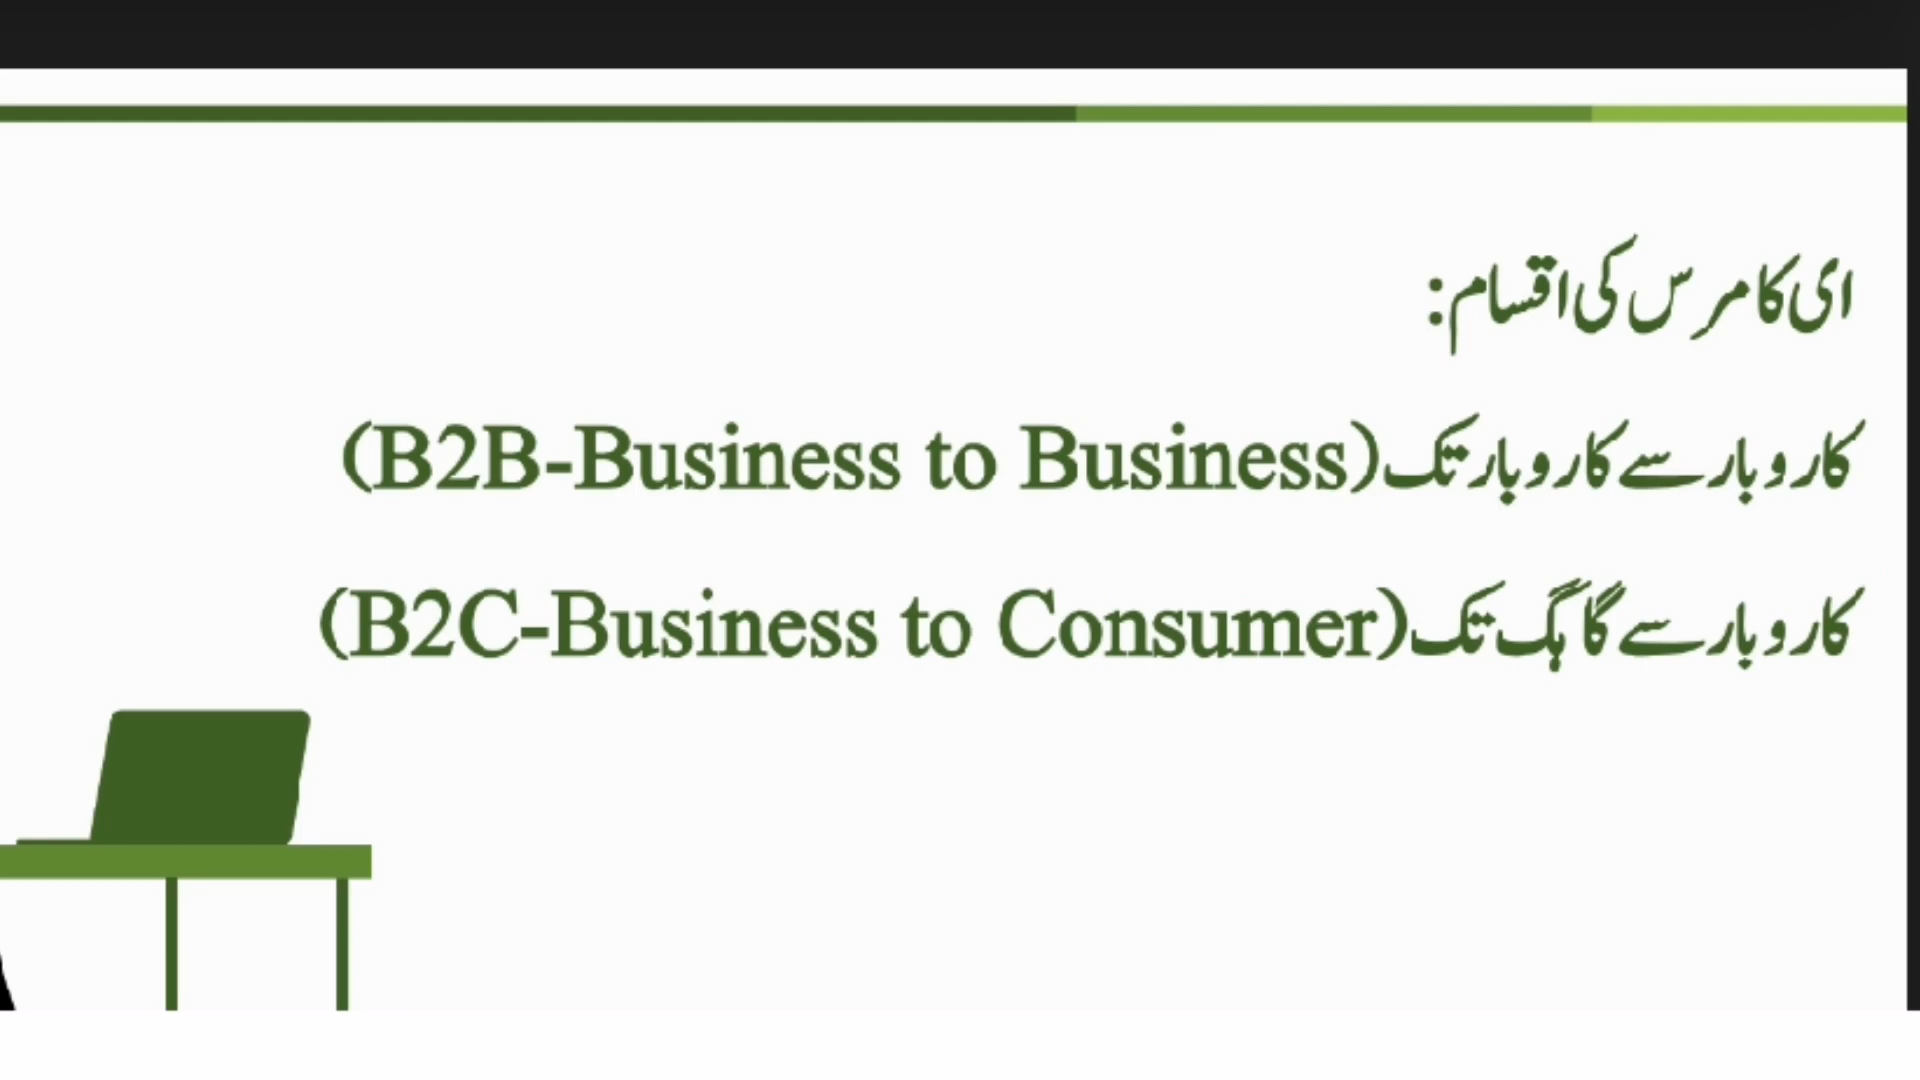 ای کامرس کی اقسام:
کاروبار سے کاروبار تک(B2B-Business to Business)
کاروبار سے گاہک تک(B2C-Business to Consumer)